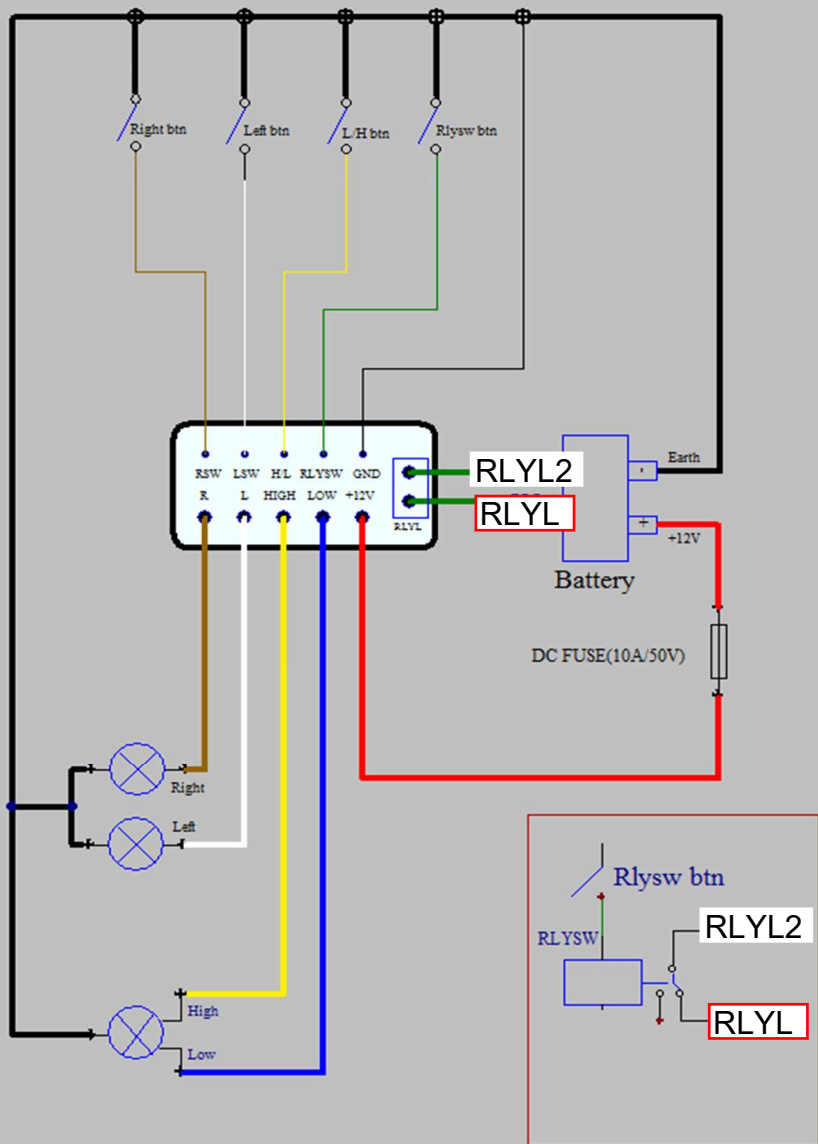 Right btn
Left btn
L/H btn
Rlysw btn
RSW LSW H/L RLYSW GND
R L HIGH LOW +12V
RLYL
RLYL2
RLYL
-
Earth
+
+12V
Battery
DC FUSE(10A/50V)
Right
Left
High
Low
Rlysw btn
RLYSW
RLYL2
RLYL